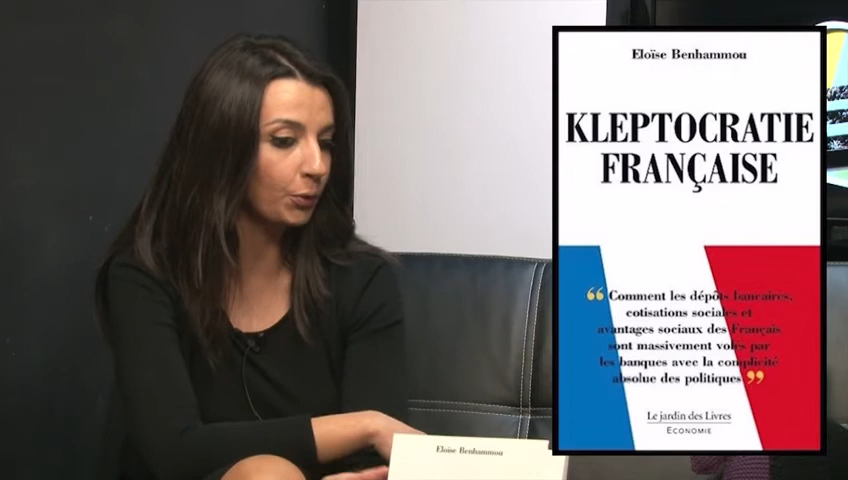 Eloïse Benhammou
KLEPTOCRATIE
FRANÇAISE
“ Comment les dépôts bancaires,
cotisations sociales et
avantages sociaux des Français
sont massivement volés par
les banques avec la complicité
absolue des politiques ”
Le jardin des Livres
ECONOMIE
Eloïse Benhammou